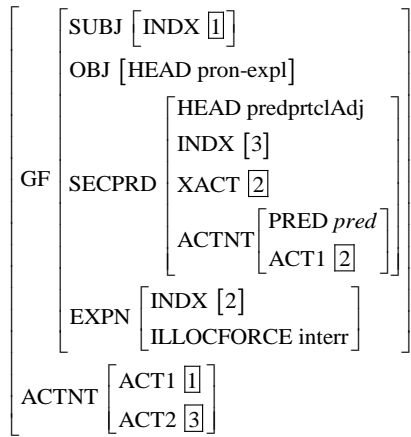 SUBJ [INDX 1]
OBJ [HEAD pron-expl]
HEAD predprtclAdj
INDX [3]
GF SECPRD XACT 2
ACTNT PRED pred
ACT1 2
EXPN INDX [2]
ILLOCFORCE interr
ACTNT ACT1 1
ACT2 3